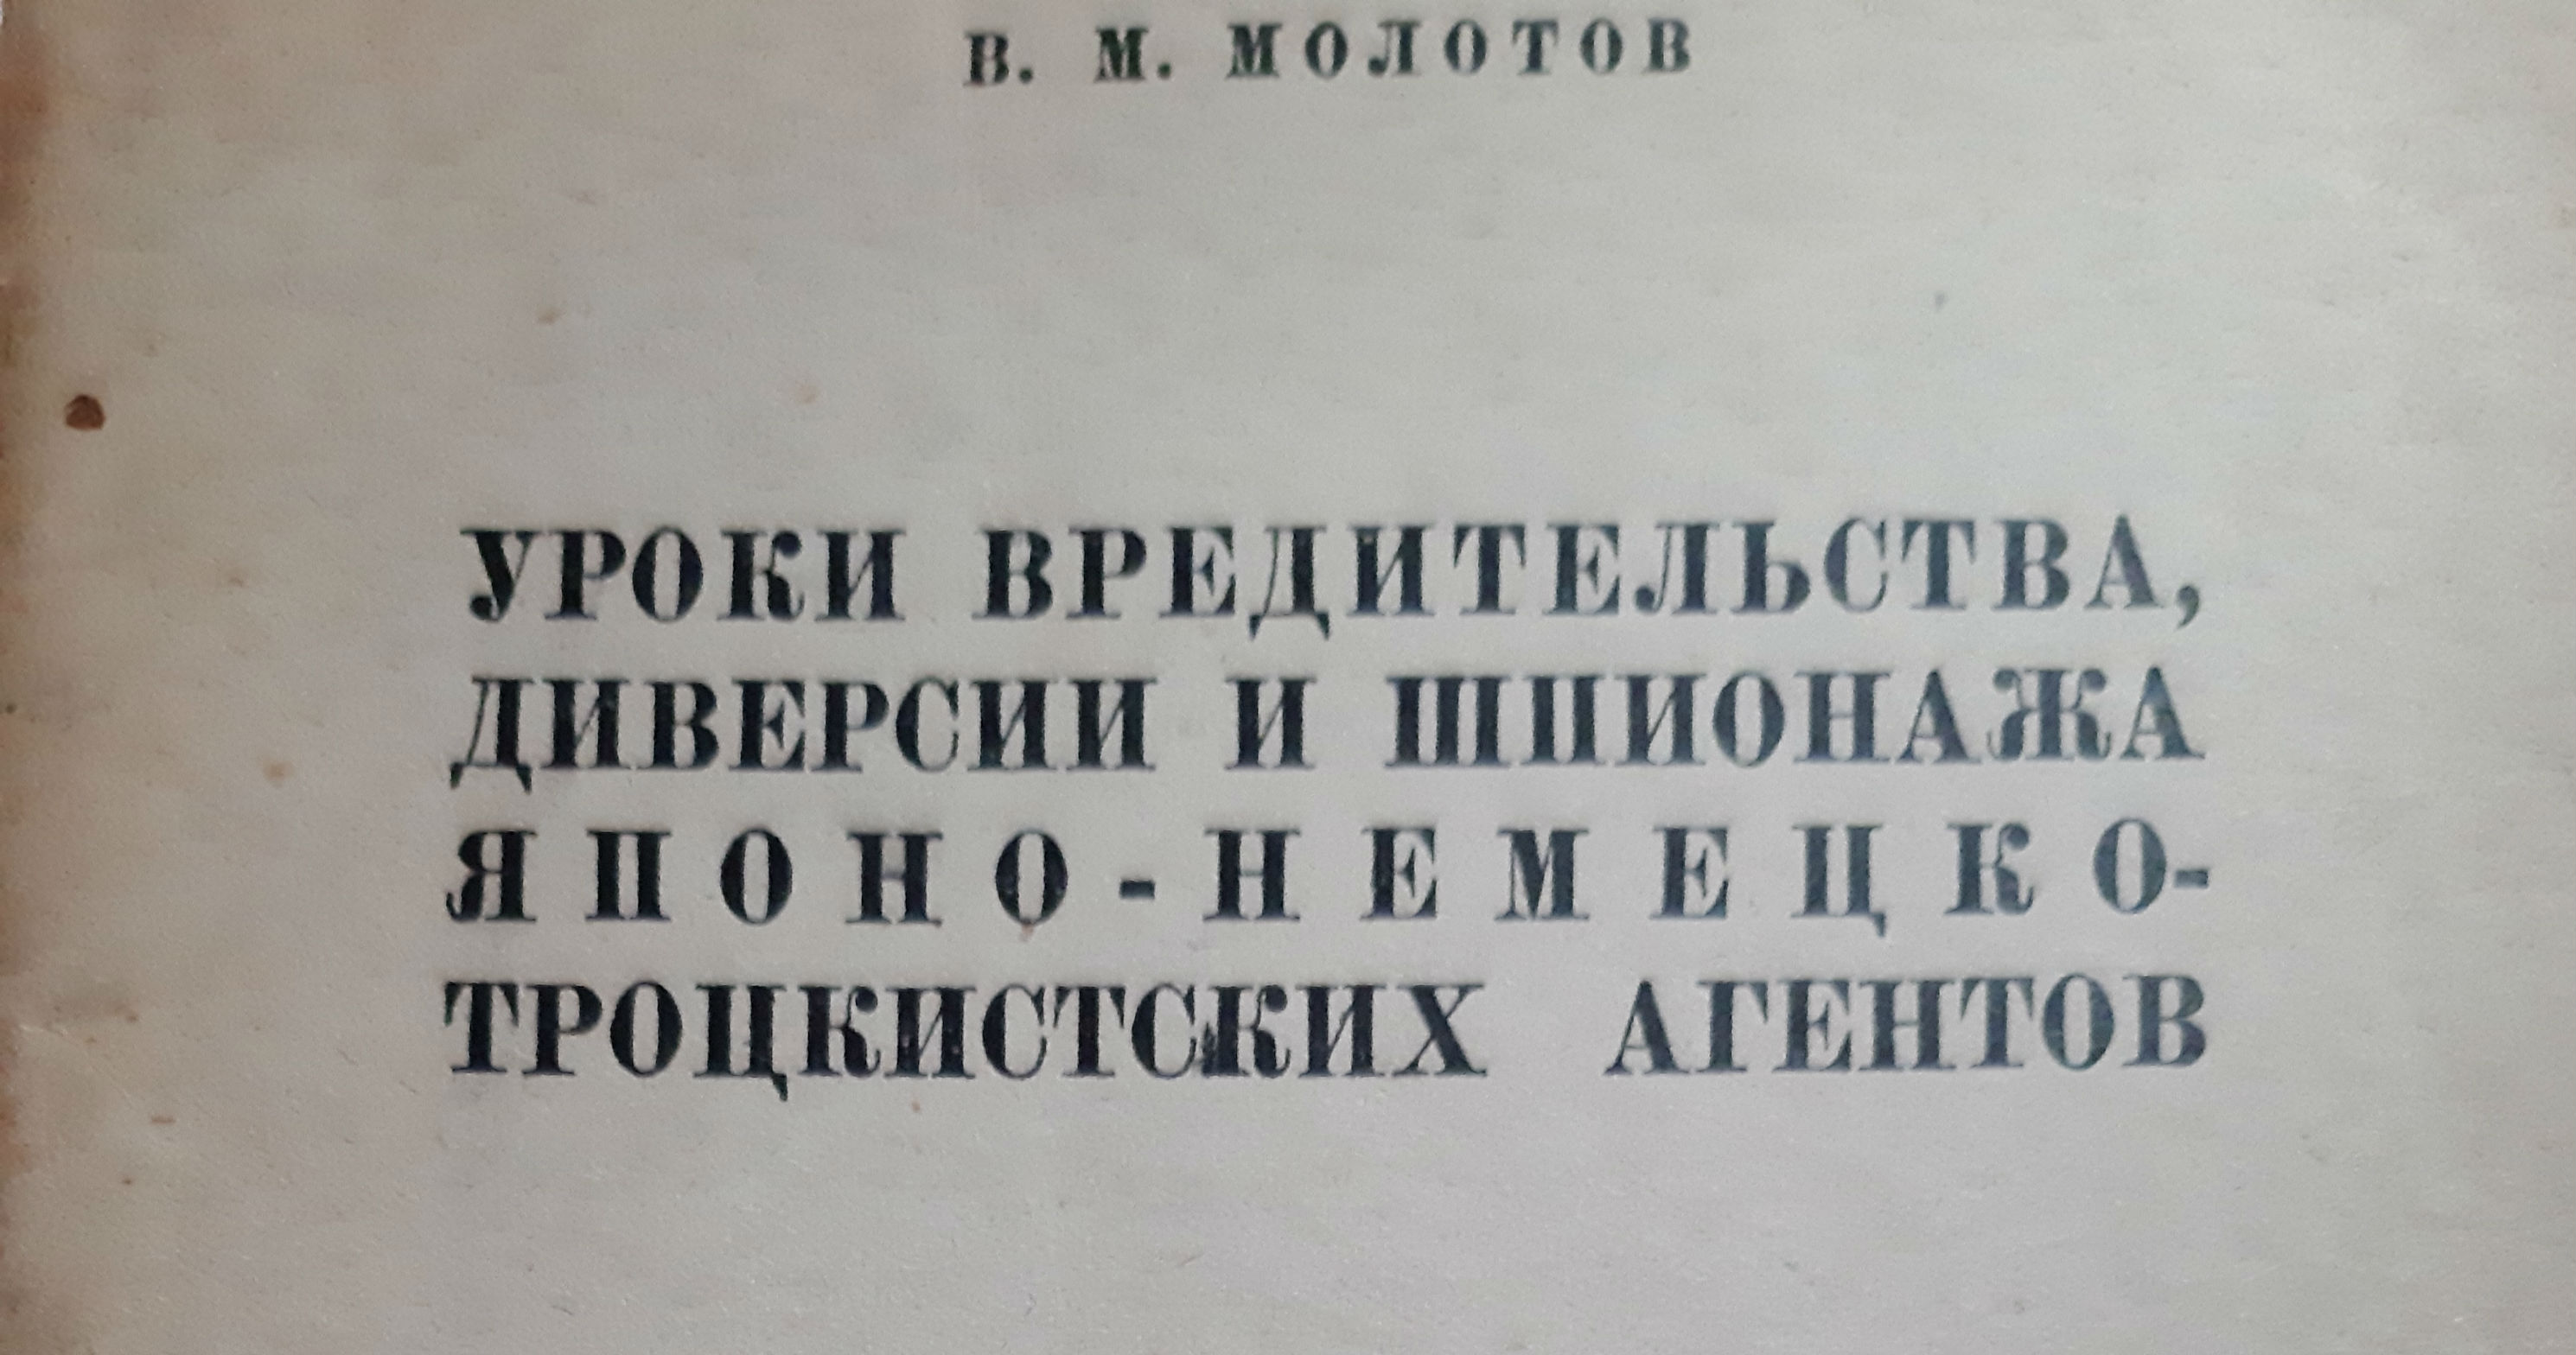 В. М. МОЛОТОВ
УРОКИ ВРЕДИТЕЛЬСТВА,
ДИВЕРСИИ И ШПИОНАЖА
ЯПОНО-НЕМЕЦКО-
ТРОЦКИСТСКИХ АГЕНТОВ